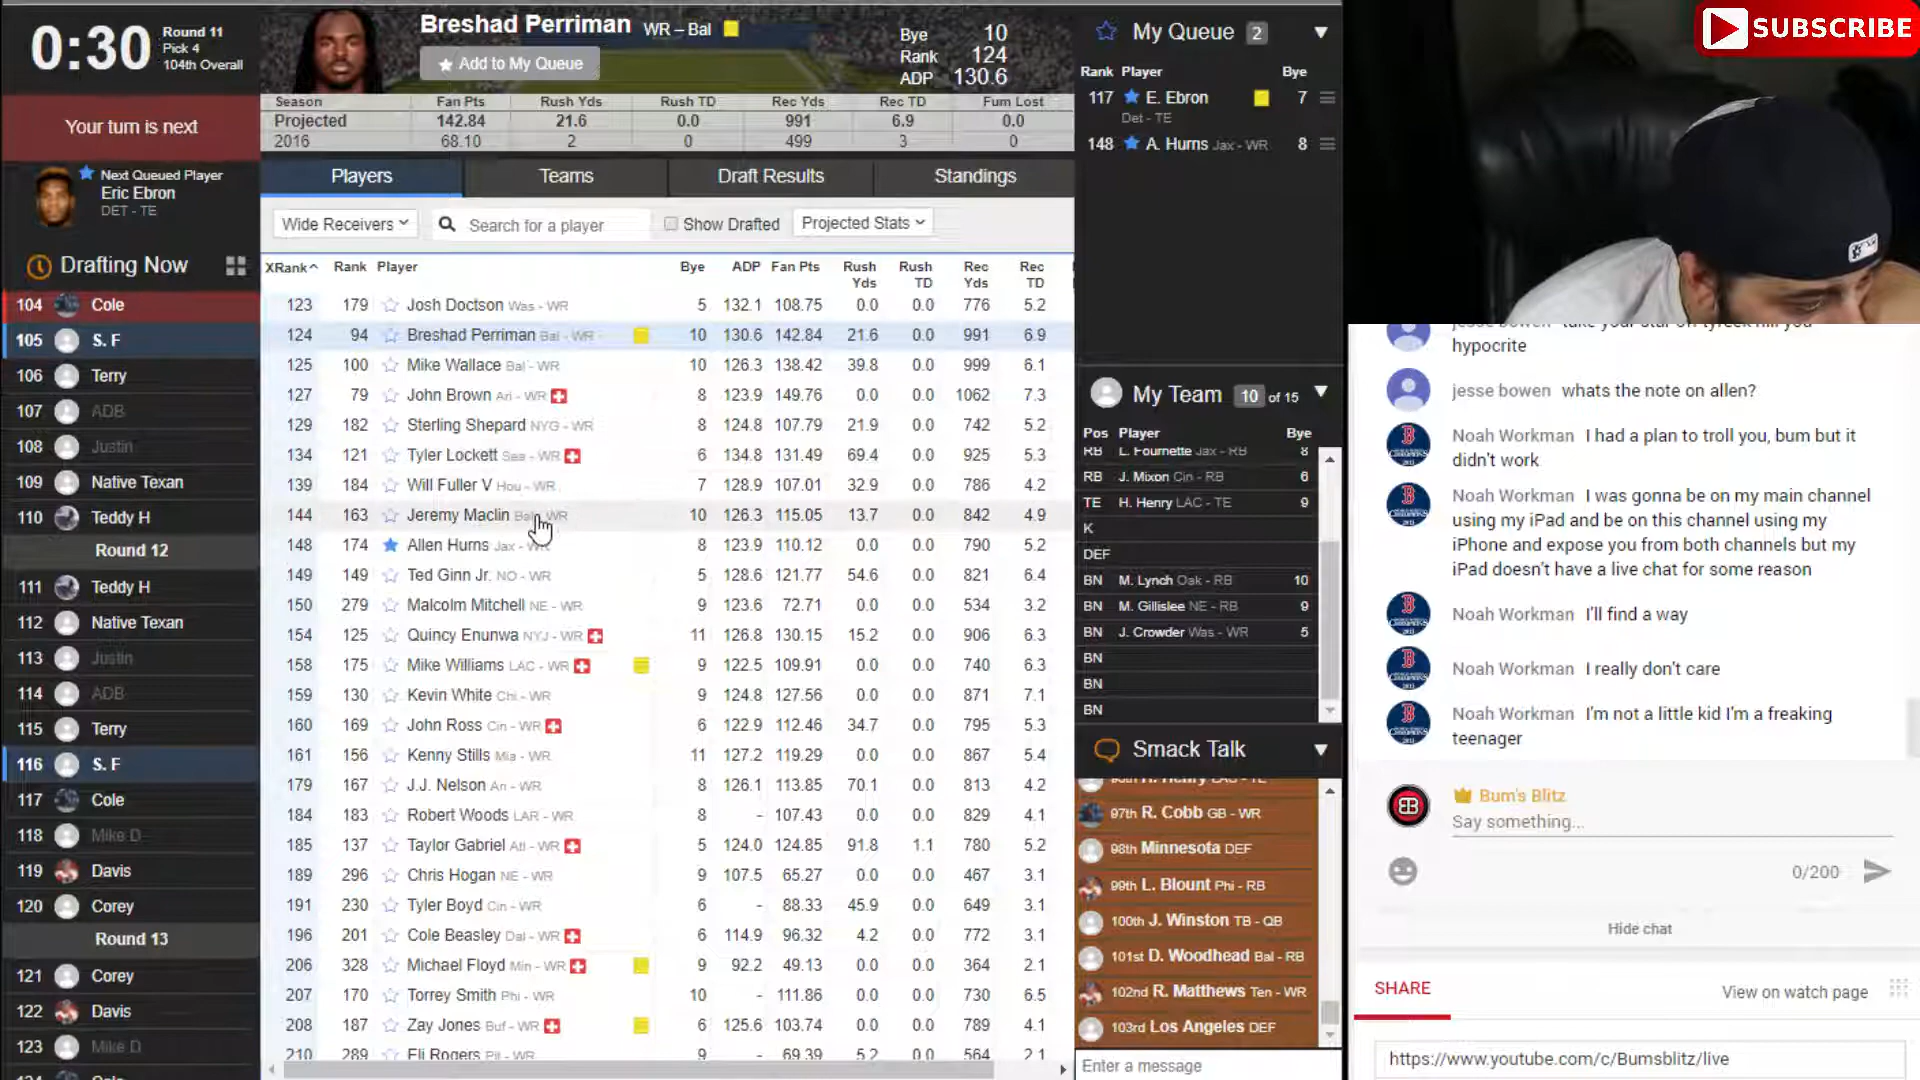 0:30
Round 11
Pick 4
104th Overall
Your turn is next
Next Queued Player
Eric Ebron
DET - TE
Drafting Now
104 Cole
105 S. F
106 Terry
107 ADB
108 Justin
109 Native Texan
110 Teddy H
Round 12
111 Teddy H
112 Native Texan
113 Justin
114 ADB
115 Terry
116 S. F
117 Cole
118 Mike D
119 Davis
120 Corey
Round 13
121 Corey
122 Davis
123 Mike D
Breshad Perriman WR – Bal
Add to My Queue
Bye 10
Rank 124
ADP 130.6
Season Fan Pts Rush Yds Rush TD Rec Yds Rec TD Fum Lost
Projected 142.84 21.6 0.0 991 6.9 0.0
2016 68.10 2 0 499 3 0
Players Teams Draft Results Standings
Wide Receivers Search for a player Show Drafted Projected Stats
XRank Rank Player Bye ADP Fan Pts Rush Yds Rush TD Rec Yds Rec TD
123 179 Josh Doctson Was - WR 5 132.1 108.75 0.0 0.0 776 5.2
124 94 Breshad Perriman Bal - WR 10 130.6 142.84 21.6 0.0 991 6.9
125 100 Mike Wallace Bal - WR 10 126.3 138.42 39.8 0.0 999 6.1
127 79 John Brown Ari - WR 8 123.9 149.76 0.0 0.0 1062 7.3
129 182 Sterling Shepard NYG - WR 8 124.8 107.79 21.9 0.0 742 5.2
134 121 Tyler Lockett Sea - WR 6 134.8 131.49 69.4 0.0 925 5.3
139 184 Will Fuller V Hou - WR 7 128.9 107.01 32.9 0.0 786 4.2
144 163 Jeremy Maclin Bal - WR 10 126.3 115.05 13.7 0.0 842 4.9
148 174 Allen Hurns Jax - WR 8 123.9 110.12 0.0 0.0 790 5.2
149 149 Ted Ginn Jr. NO - WR 5 128.6 121.77 54.6 0.0 821 6.4
150 279 Malcolm Mitchell NE - WR 9 123.6 72.71 0.0 0.0 534 3.2
154 125 Quincy Enunwa NYJ - WR 11 126.8 130.15 15.2 0.0 906 6.3
158 175 Mike Williams LAC - WR 9 122.5 109.91 0.0 0.0 740 6.3
159 130 Kevin White Chi - WR 9 124.8 127.56 0.0 0.0 871 7.1
160 169 John Ross Cin - WR 6 122.9 112.46 34.7 0.0 795 5.3
161 156 Kenny Stills Mia - WR 11 127.2 119.29 0.0 0.0 867 5.4
179 167 J.J. Nelson Ari - WR 8 126.1 113.85 70.1 0.0 813 4.2
184 183 Robert Woods LAR - WR 8 - 107.43 0.0 0.0 829 4.1
185 137 Taylor Gabriel Atl - WR 5 124.0 124.85 91.8 1.1 780 5.2
189 296 Chris Hogan NE - WR 9 107.5 65.27 0.0 0.0 467 3.1
191 230 Tyler Boyd Cin - WR 6 - 88.33 45.9 0.0 649 3.1
196 201 Cole Beasley Dal - WR 6 114.9 96.32 4.2 0.0 772 3.1
206 328 Michael Floyd Min - WR 9 92.2 49.13 0.0 0.0 364 2.1
207 170 Torrey Smith Phi - WR 10 - 111.86 0.0 0.0 730 6.5
208 187 Zay Jones Buf - WR 6 125.6 103.74 0.0 0.0 789 4.1
210 289 Eli Rogers Pit - WR 9 - 69.39 5.2 0.0 564 2.1
My Queue 2
Rank Player Bye
117 E. Ebron 7
Det - TE
148 A. Hurns Jax - WR 8
My Team 10 of 15
Pos Player Bye
RB L. Fournette Jax - RB 8
RB J. Mixon Cin - RB 6
TE H. Henry LAC - TE 9
K
DEF
BN M. Lynch Oak - RB 10
BN M. Gillislee NE - RB 9
BN J. Crowder Was - WR 5
BN
BN
BN
Smack Talk
97th R. Cobb GB - WR
98th Minnesota DEF
99th L. Blount Phi - RB
100th J. Winston TB - QB
101st D. Woodhead Bal - RB
102nd R. Matthews Ten - WR
103rd Los Angeles DEF
Enter a message
SUBSCRIBE
hypocrite
jesse bowen whats the note on allen?
Noah Workman I had a plan to troll you, bum but it
didn't work
Noah Workman I was gonna be on my main channel
using my iPad and be on this channel using my
iPhone and expose you from both channels but my
iPad doesn't have a live chat for some reason
Noah Workman I'll find a way
Noah Workman I really don't care
Noah Workman I'm not a little kid I'm a freaking
teenager
Bum's Blitz
Say something...
0/200
Hide chat
SHARE
View on watch page
https://www.youtube.com/c/Bumsblitz/live